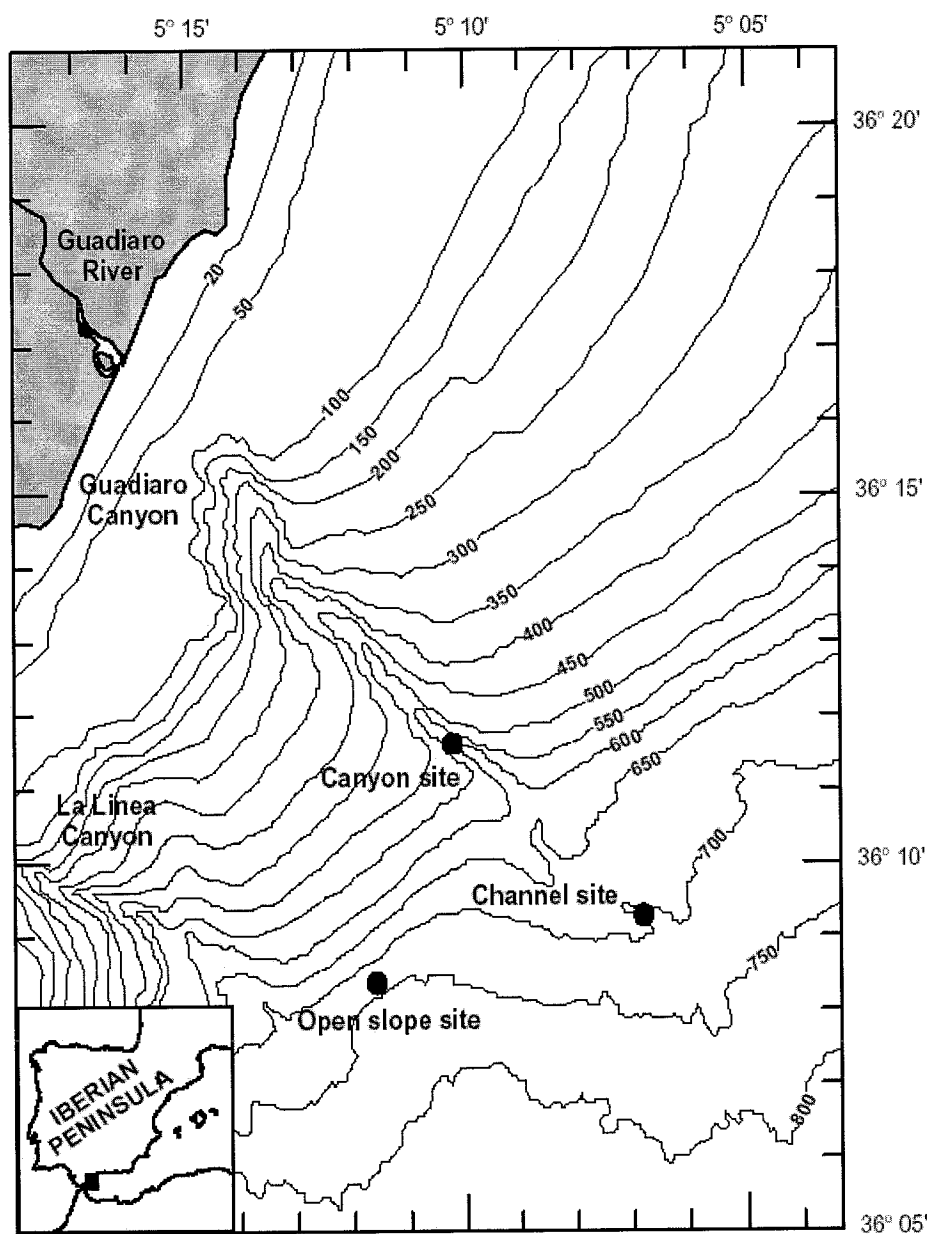 5° 15'
5° 10'
5° 05'
36° 20'
Guadiaro
River
20
50
100
150
200
250
300
350
400
450
500
550
600
650
700
750
800
36° 15'
Guadiaro
Canyon
Canyon site
La Linea
Canyon
36° 10'
Channel site
Open slope site
IBERIAN
PENINSULA
36° 05'